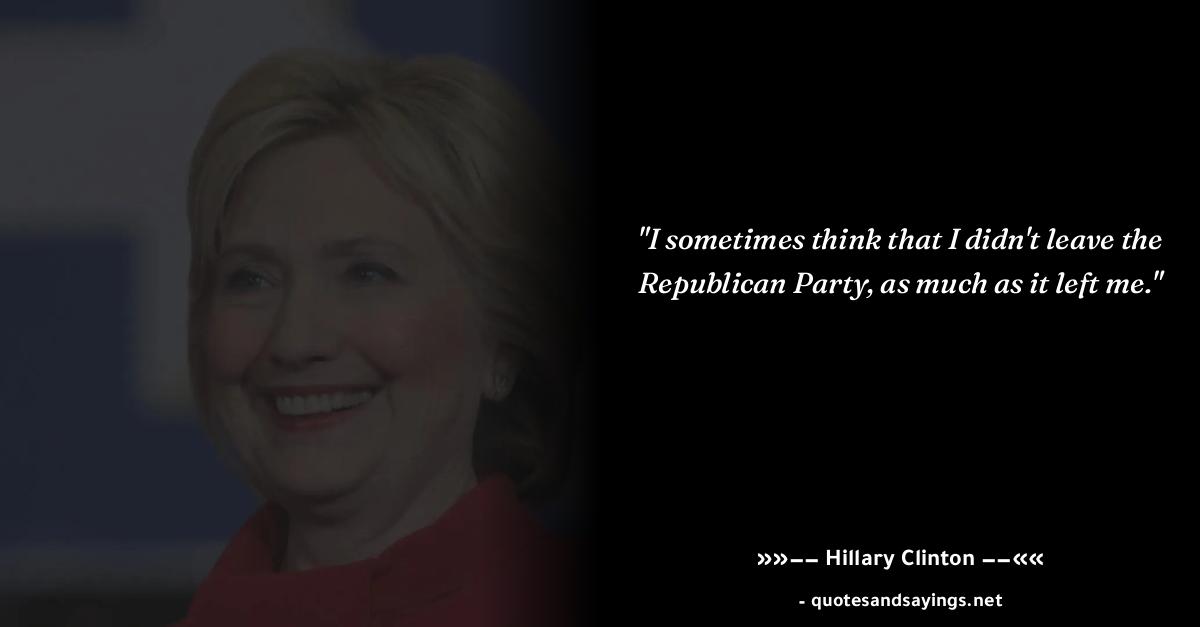 "I sometimes think that I didn't leave the
Republican Party, as much as it left me."
»»–– Hillary Clinton ––««
- quotesandsayings.net